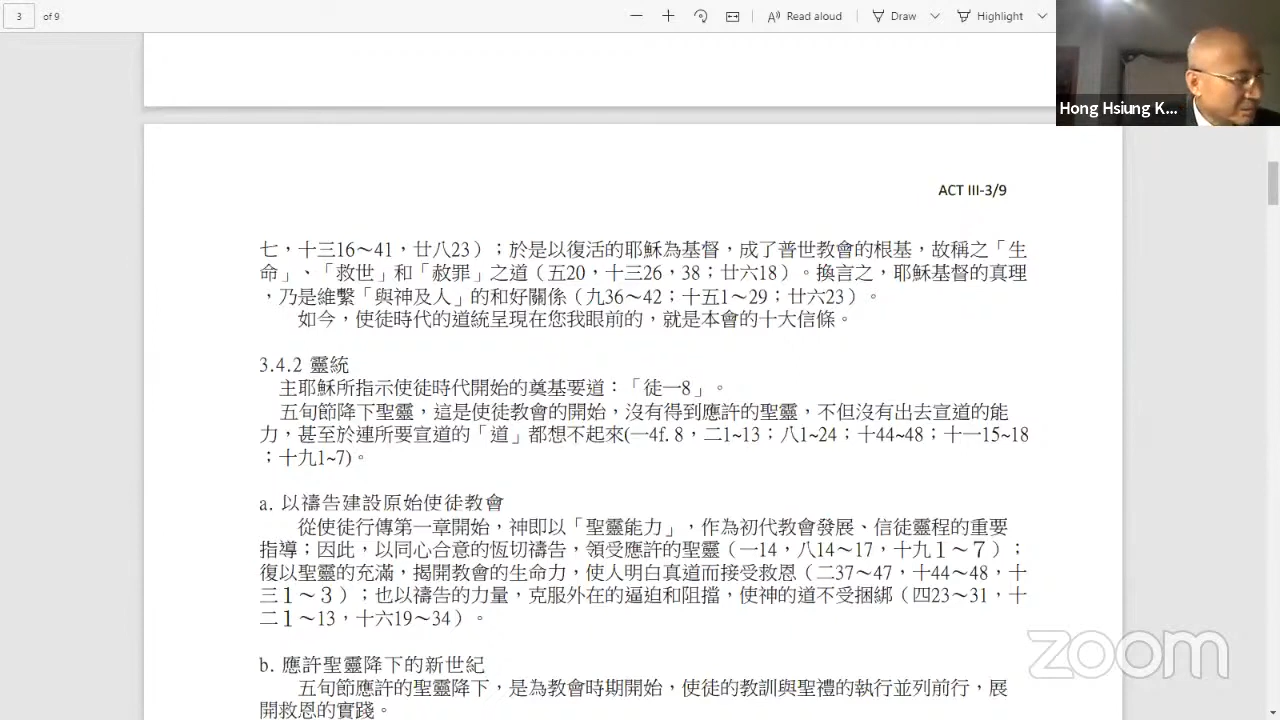 3 of 9
Read aloud
Draw
Highlight
Hong Hsiung K...
ACT III-3/9
七，十三16～41，廿八23）；於是以復活的耶穌為基督，成了普世教會的根基，故稱之「生
命」、「救世」和「赦罪」之道（五20，十三26，38；廿六18）。換言之，耶穌基督的真理
，乃是維繫「與神及人」的和好關係（九36～42；十五1～29；廿六23）。
如今，使徒時代的道統呈現在您我眼前的，就是本會的十大信條。
3.4.2 靈統
主耶穌所指示使徒時代開始的奠基要道：「徒一8」。
五旬節降下聖靈，這是使徒教會的開始，沒有得到應許的聖靈，不但沒有出去宣道的能
力，甚至於連所要宣道的「道」都想不起來(一4f. 8，二1~13；八1~24；十44~48；十一15~18
；十九1~7)。
a. 以禱告建設原始使徒教會
從使徒行傳第一章開始，神即以「聖靈能力」，作為初代教會發展、信徒靈程的重要
指導；因此，以同心合意的恆切禱告，領受應許的聖靈（一14，八14～17，十九１～７）；
復以聖靈的充滿，揭開教會的生命力，使人明白真道而接受救恩（二37～47，十44～48，十
三１～３）；也以禱告的力量，克服外在的逼迫和阻擋，使神的道不受捆綁（四23～31，十
二１～13，十六19～34）。
b. 應許聖靈降下的新世紀
五旬節應許的聖靈降下，是為教會時期開始，使徒的教訓與聖禮的執行並列前行，展
開救恩的實踐。
zoom